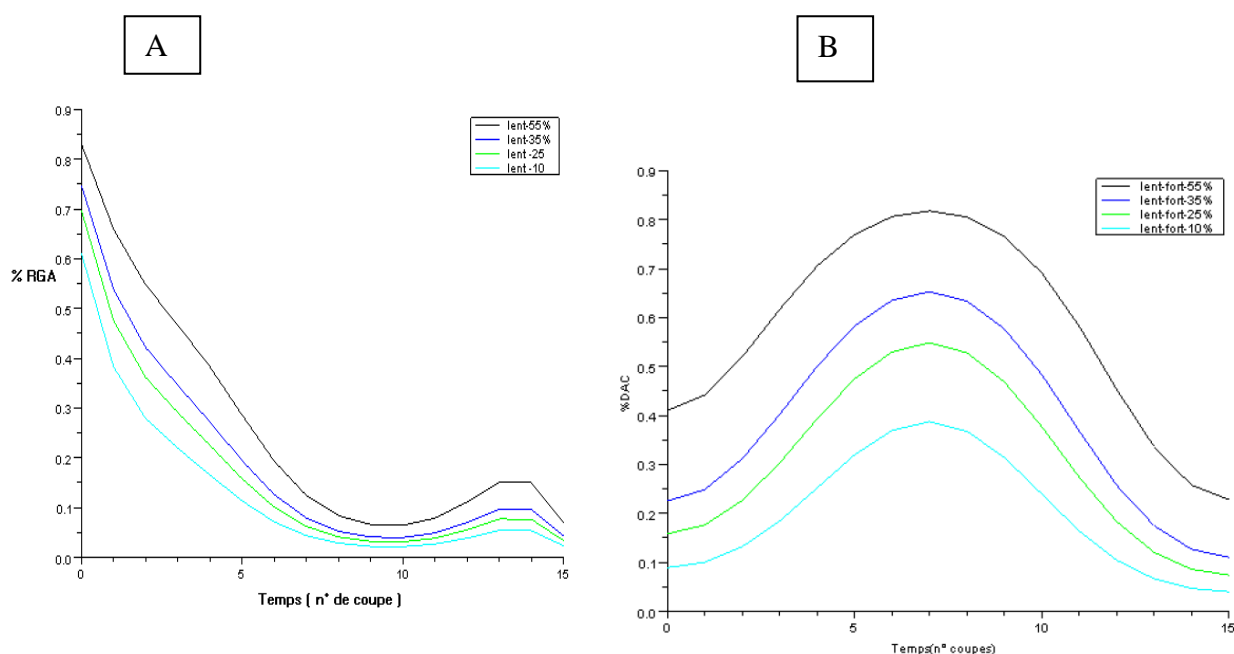 A
0.9
0.8
0.7
0.6
0.5
0.4
0.3
0.2
0.1
0.0
% RGA
lent-55%
lent-35%
lent -25
lent -10
0
5
10
15
Temps ( n° de coupe )
B
0.9
0.8
0.7
0.6
0.5
0.4
0.3
0.2
0.1
0.0
%DAC
lent-fort-55%
lent-fort-35%
lent-fort-25%
lent-fort-10%
0
5
10
15
Temps(n° coupes)